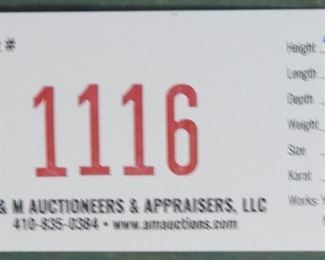 #
1116
& M AUCTIONEERS & APPRAISERS, LLC
410-835-0384 • www.amauctions.com
Height:
Length
Depth
Weight
Size
Karat
Works: Y